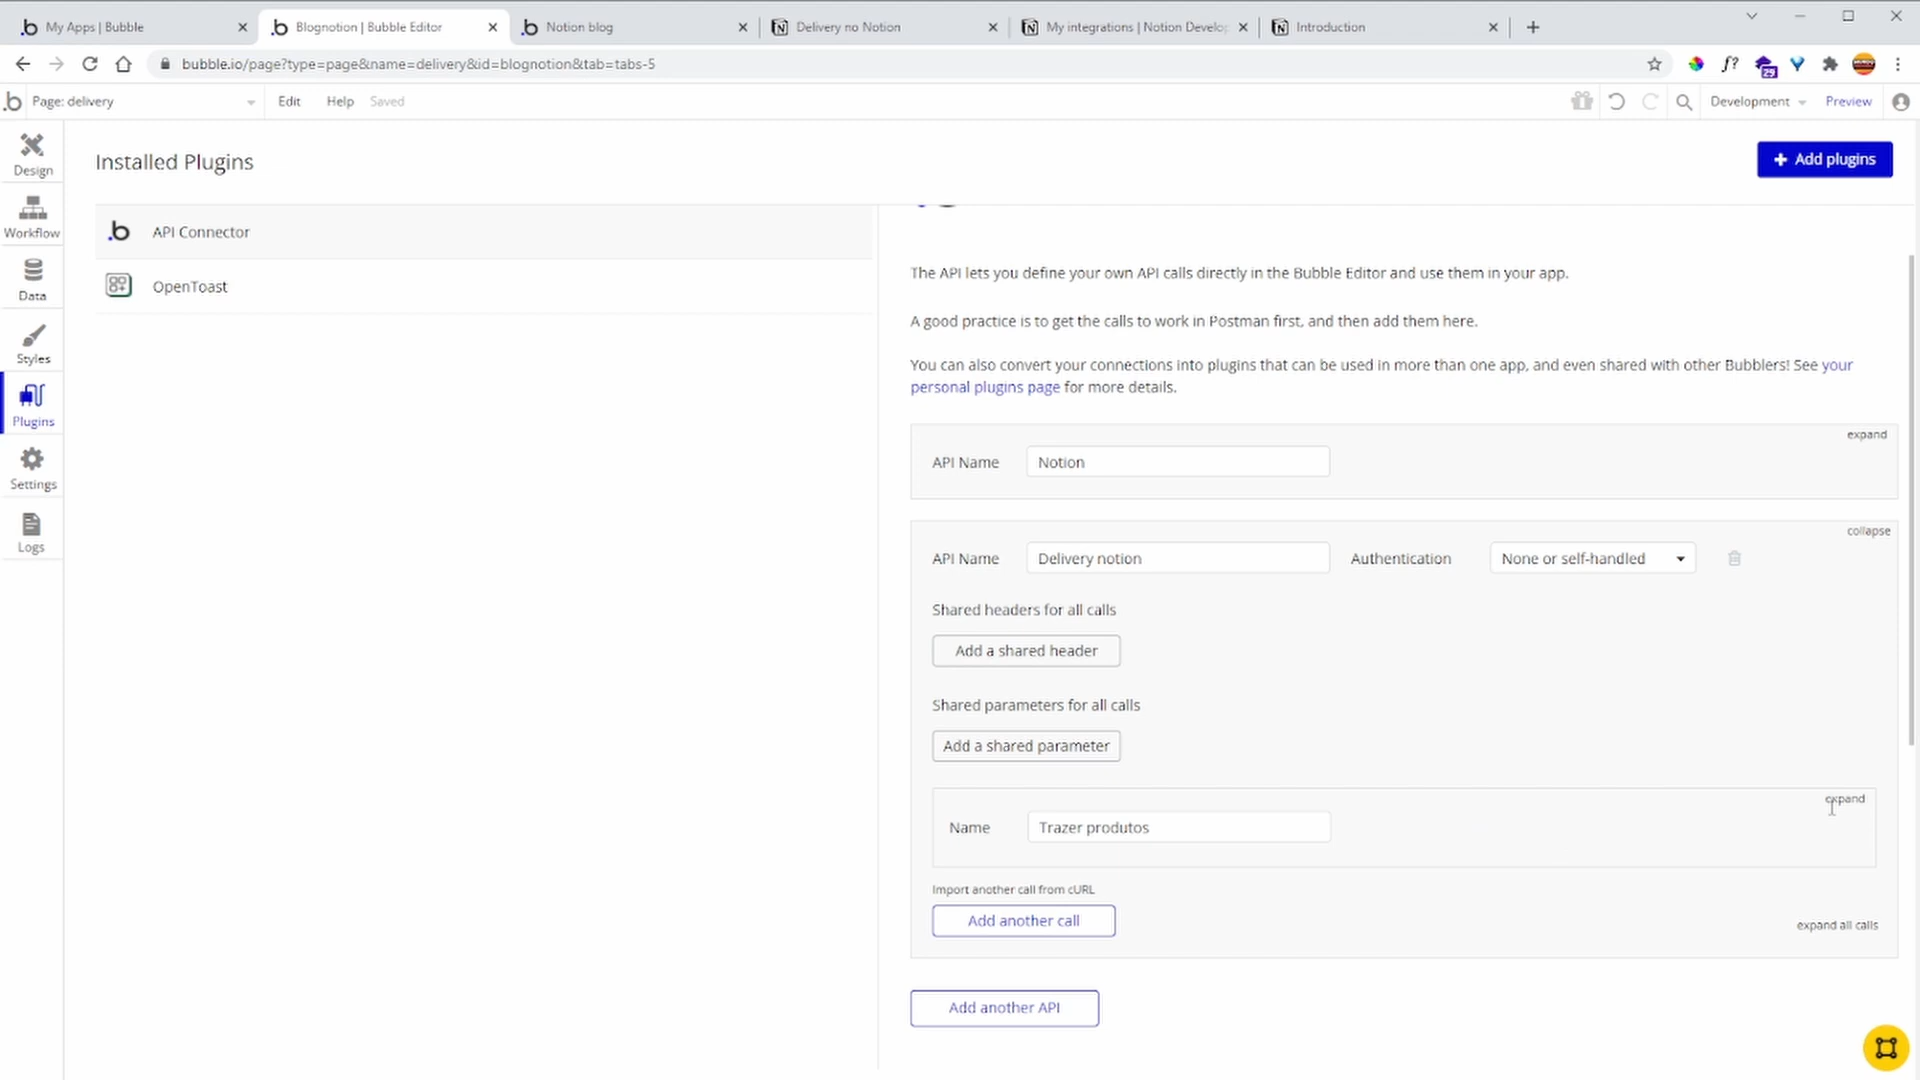 My Apps | Bubble
Blognotion | Bubble Editor
Notion blog
Delivery no Notion
My integrations | Notion Develo
Introduction
bubble.io/page?type=page&name=delivery&id=blognotion&tab=tabs-5
f?
29
Page: delivery
Edit
Help
Saved
Development
Preview
Design
Workflow
Data
Styles
Plugins
Settings
Logs
Installed Plugins
Add plugins
API Connector
OpenToast
The API lets you define your own API calls directly in the Bubble Editor and use them in your app.
A good practice is to get the calls to work in Postman first, and then add them here.
You can also convert your connections into plugins that can be used in more than one app, and even shared with other Bubblers! See your
personal plugins page for more details.
expand
API Name
Notion
collapse
API Name
Delivery notion
Authentication
None or self-handled
Shared headers for all calls
Add a shared header
Shared parameters for all calls
Add a shared parameter
expand
Name
Trazer produtos
Import another call from cURL
Add another call
expand all calls
Add another API